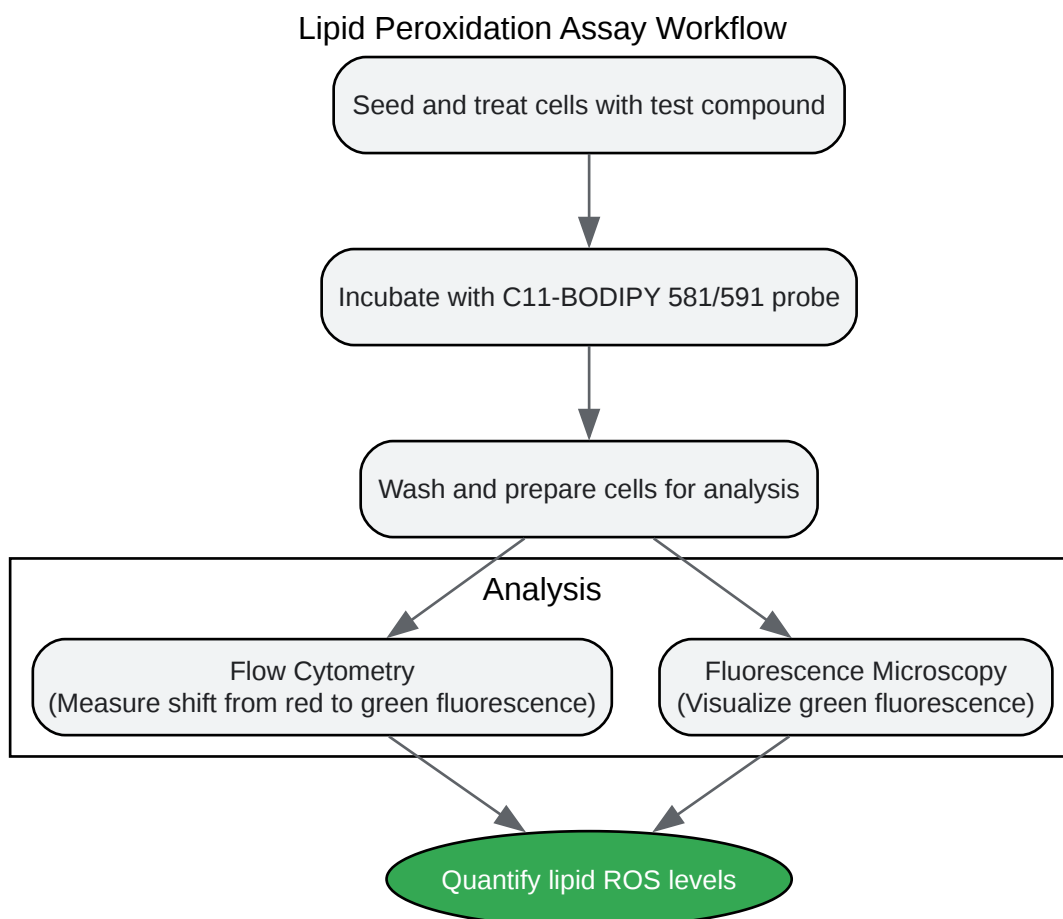 Lipid Peroxidation Assay Workflow
Seed and treat cells with test compound
Incubate with C11-BODIPY 581/591 probe
Wash and prepare cells for analysis
Analysis
Flow Cytometry
(Measure shift from red to green fluorescence)
Fluorescence Microscopy
(Visualize green fluorescence)
Quantify lipid ROS levels